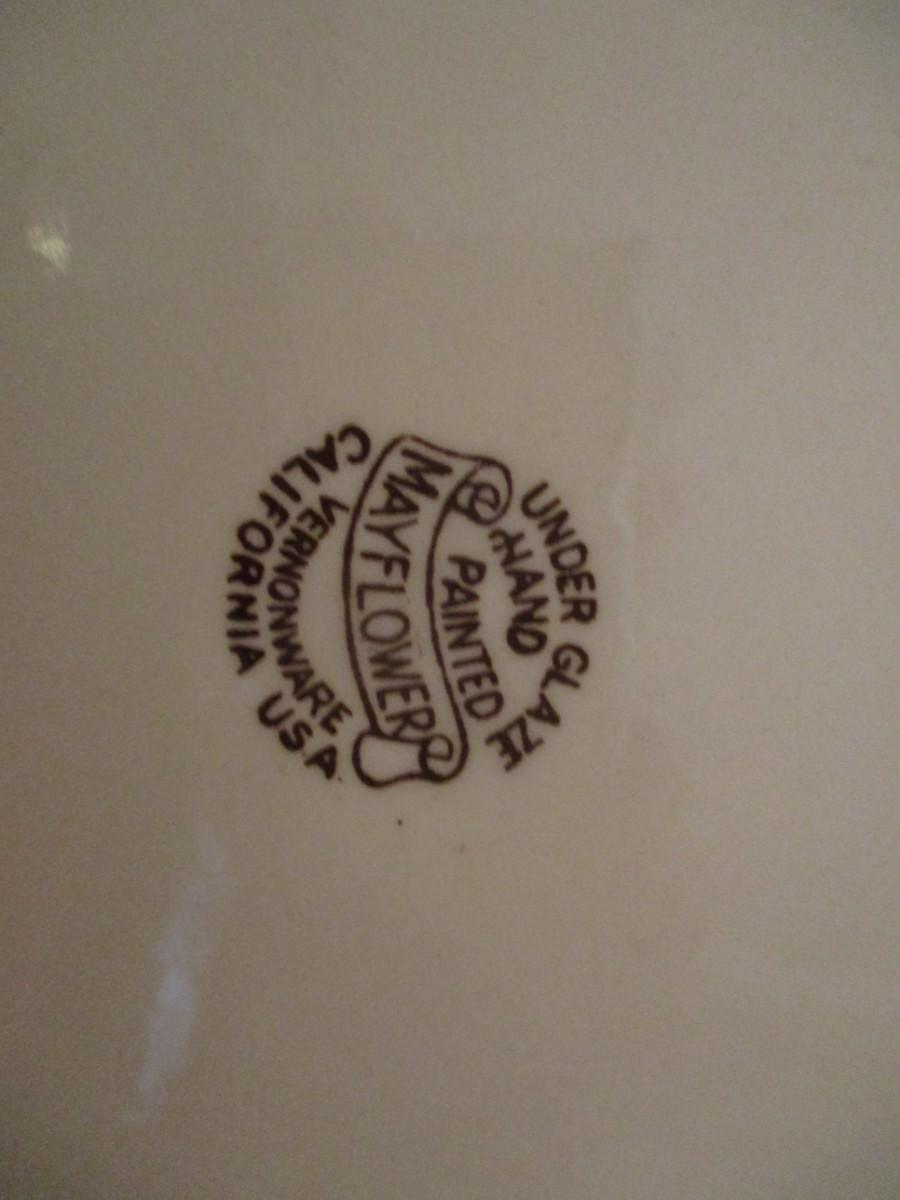 UNDER GLAZE
HAND
PAINTED
MAYFLOWER
VERNONWARE
CALIFORNIA USA